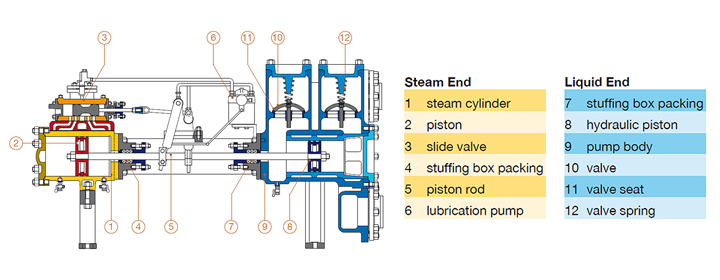 3
6
11
10
12
2
1
4
5
7
9
8
Steam End
1 steam cylinder
2 piston
3 slide valve
4 stuffing box packing
5 piston rod
6 lubrication pump
Liquid End
7 stuffing box packing
8 hydraulic piston
9 pump body
10 valve
11 valve seat
12 valve spring